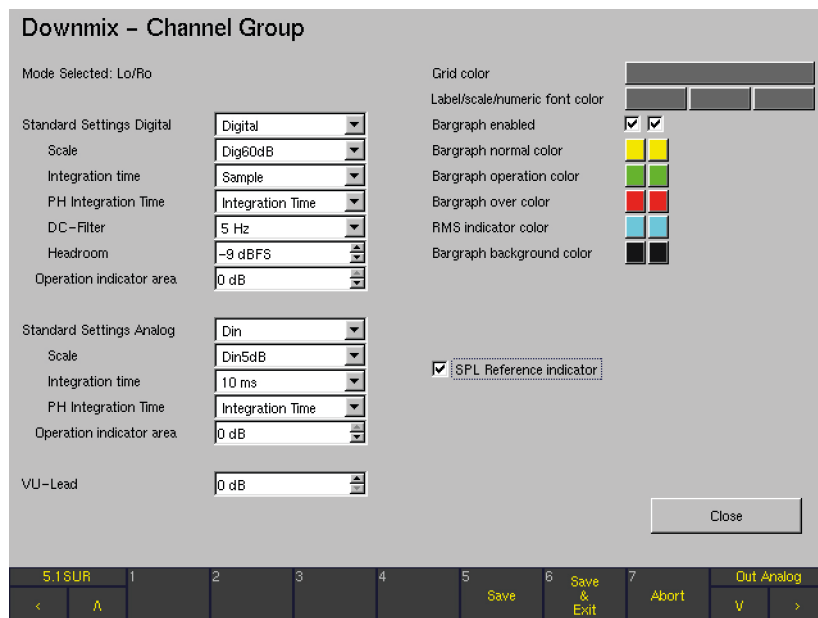 Downmix – Channel Group
Mode Selected: Lo/Ro
Standard Settings Digital Digital
Scale Dig60dB
Integration time Sample
PH Integration Time Integration Time
DC–Filter 5 Hz
Headroom –9 dBFS
Operation indicator area 0 dB
Standard Settings Analog Din
Scale Din5dB
Integration time 10 ms
PH Integration Time Integration Time
Operation indicator area 0 dB
VU–Lead 0 dB
Grid color
Label/scale/numeric font color
Bargraph enabled
Bargraph normal color
Bargraph operation color
Bargraph over color
RMS indicator color
Bargraph background color
SPL Reference indicator
Close
5.1SUR 1 2 3 4 5 Save 6 Save & Exit 7 Abort Out Analog
< Λ V >